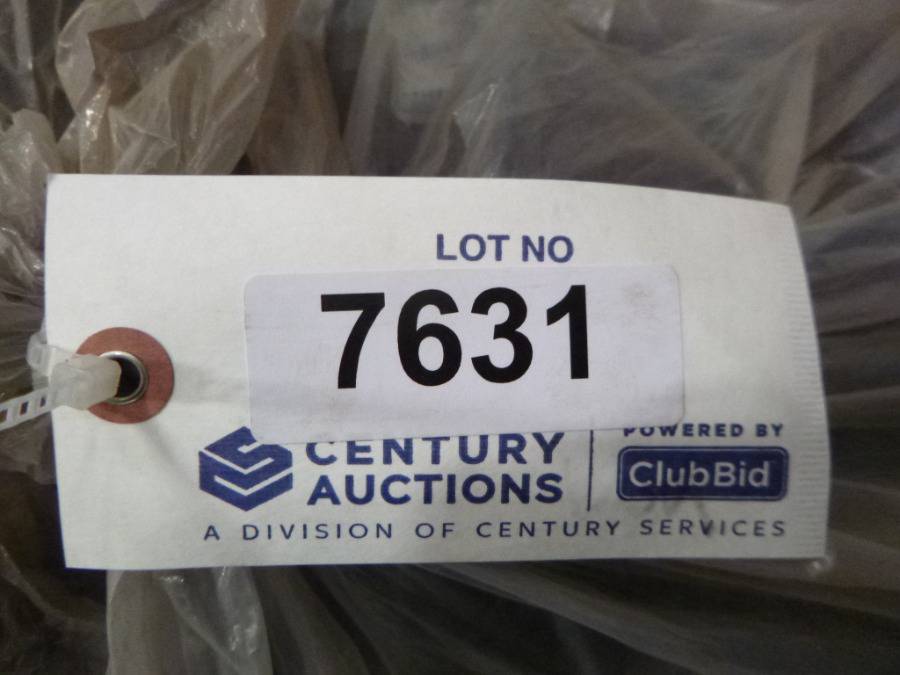 LOT NO
7631
CENTURY
AUCTIONS
POWERED BY
ClubBid
A DIVISION OF CENTURY SERVICES